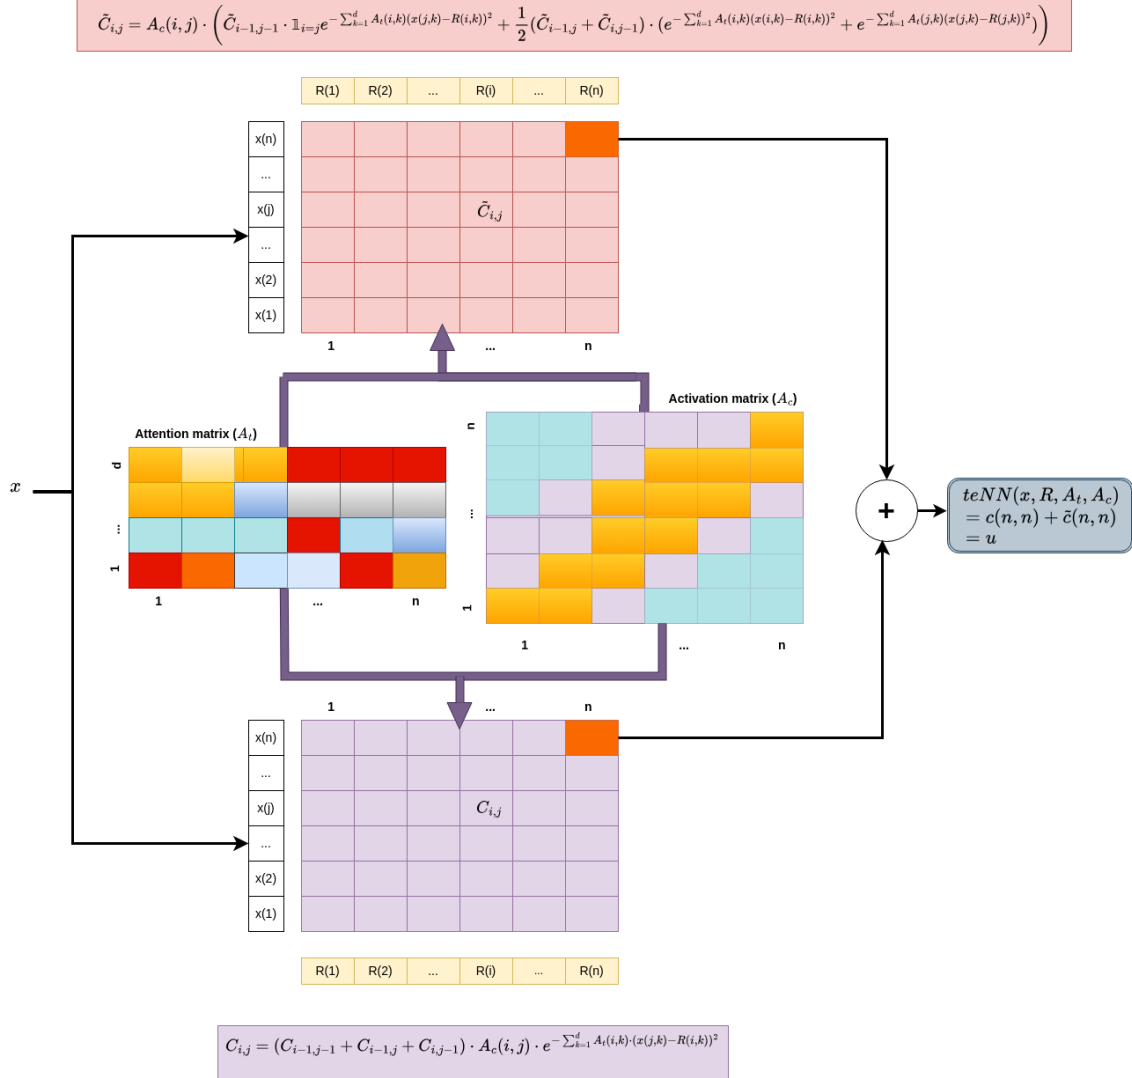 C̃_{i,j} = A_c(i,j) · ( C̃_{i−1,j−1} · 𝟙_{i=j} e^{−∑_{k=1}^{d} A_t(i,k)(x(j,k)−R(i,k))²} + 1/2 (C̃_{i−1,j} + C̃_{i,j−1}) · (e^{−∑_{k=1}^{d} A_t(i,k)(x(i,k)−R(i,k))²} + e^{−∑_{k=1}^{d} A_t(j,k)(x(j,k)−R(j,k))²}) )
R(1) R(2) ... R(i) ... R(n)
x(n)
...
x(j) C̃_{i,j}
...
x(2)
x(1)
1 ... n
Activation matrix (A_c)
Attention matrix (A_t)
n
...
1
1 ... n
d
...
1
1 ... n
x
+
teNN(x, R, A_t, A_c)
= c(n, n) + c̃(n, n)
= u
1 ... n
x(n)
...
x(j) C_{i,j}
...
x(2)
x(1)
R(1) R(2) ... R(i) ... R(n)
C_{i,j} = (C_{i−1,j−1} + C_{i−1,j} + C_{i,j−1}) · A_c(i,j) · e^{−∑_{k=1}^{d} A_t(i,k)·(x(j,k)−R(i,k))²}